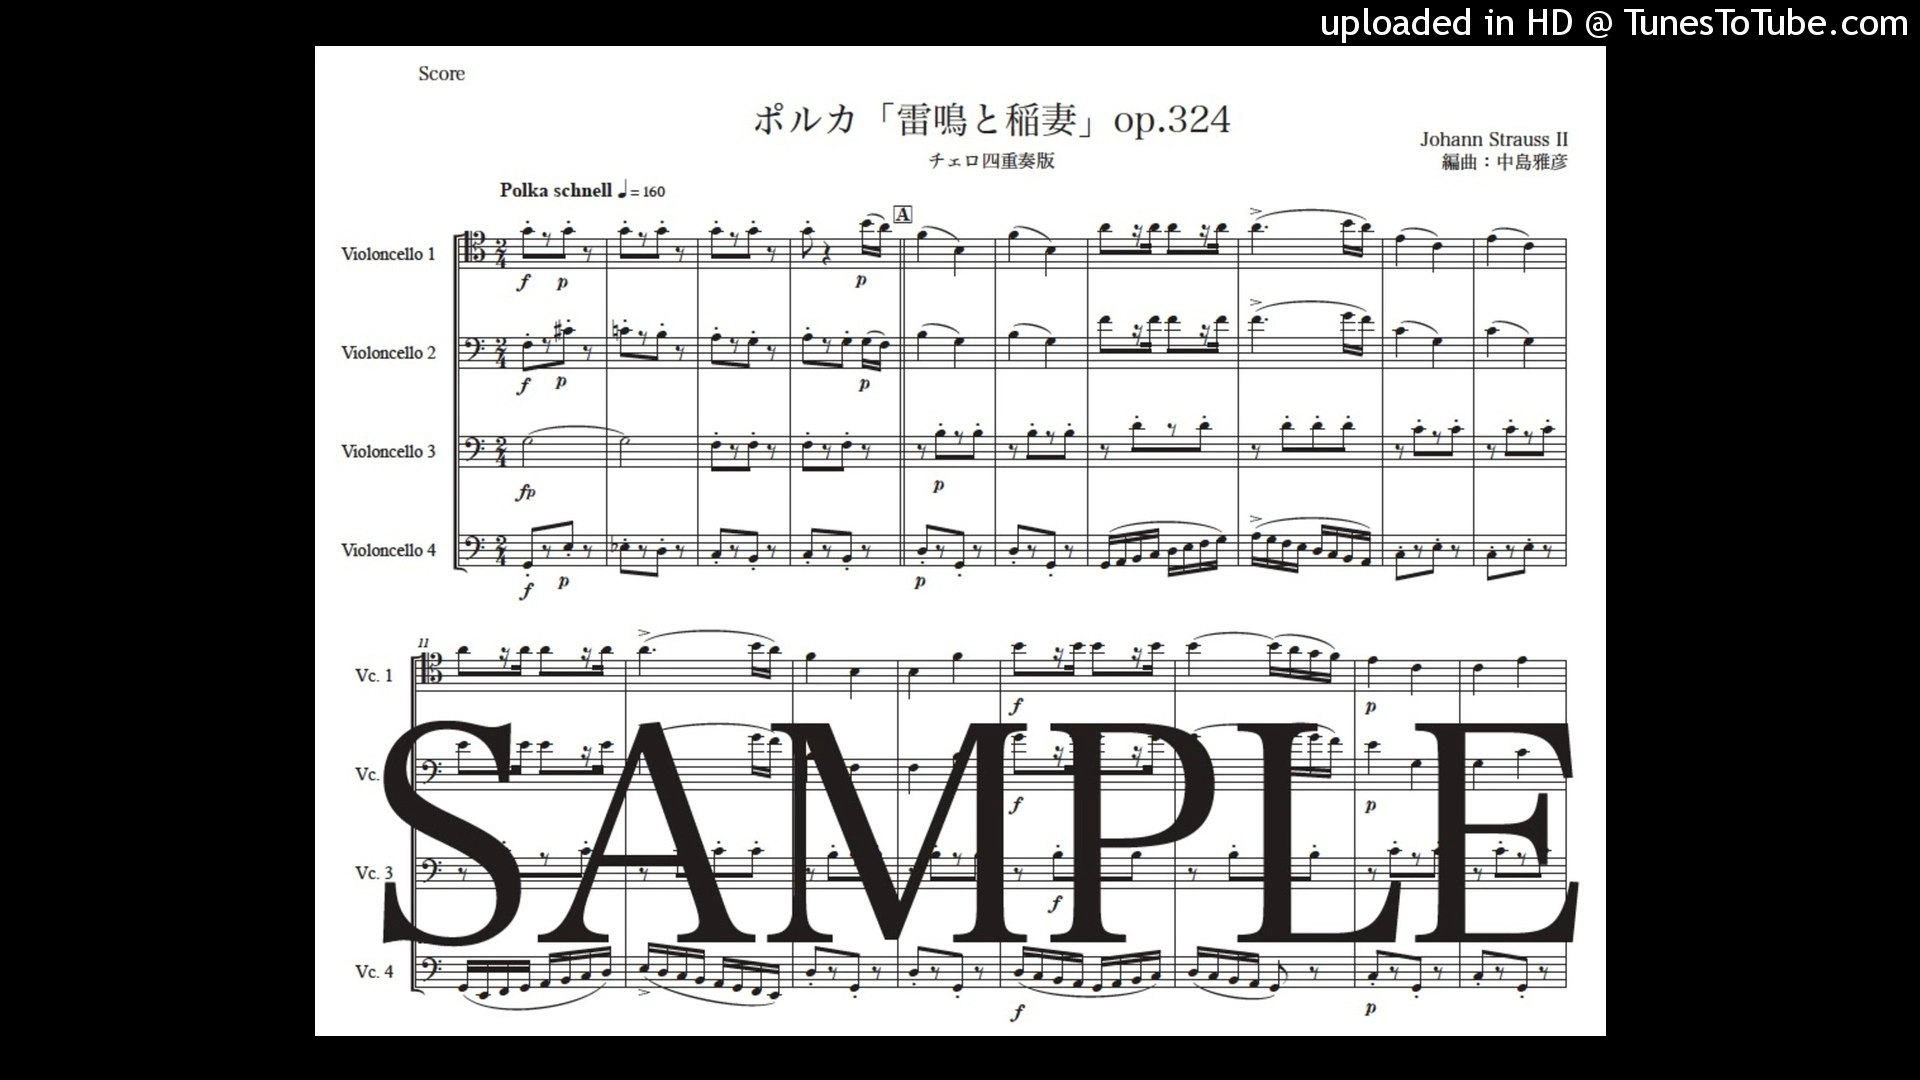 uploaded in HD @ TunesToTube.com
Score
ポルカ「雷鳴と稲妻」op.324
チェロ四重奏版
Johann Strauss II
編曲：中島雅彦
Polka schnell ♩= 160
A
Violoncello 1
f p p
Violoncello 2
f p p
Violoncello 3
fp p
Violoncello 4
f p p
11
Vc. 1
f p
Vc.
f p
Vc. 3
f
Vc. 4
f p
SAMPLE